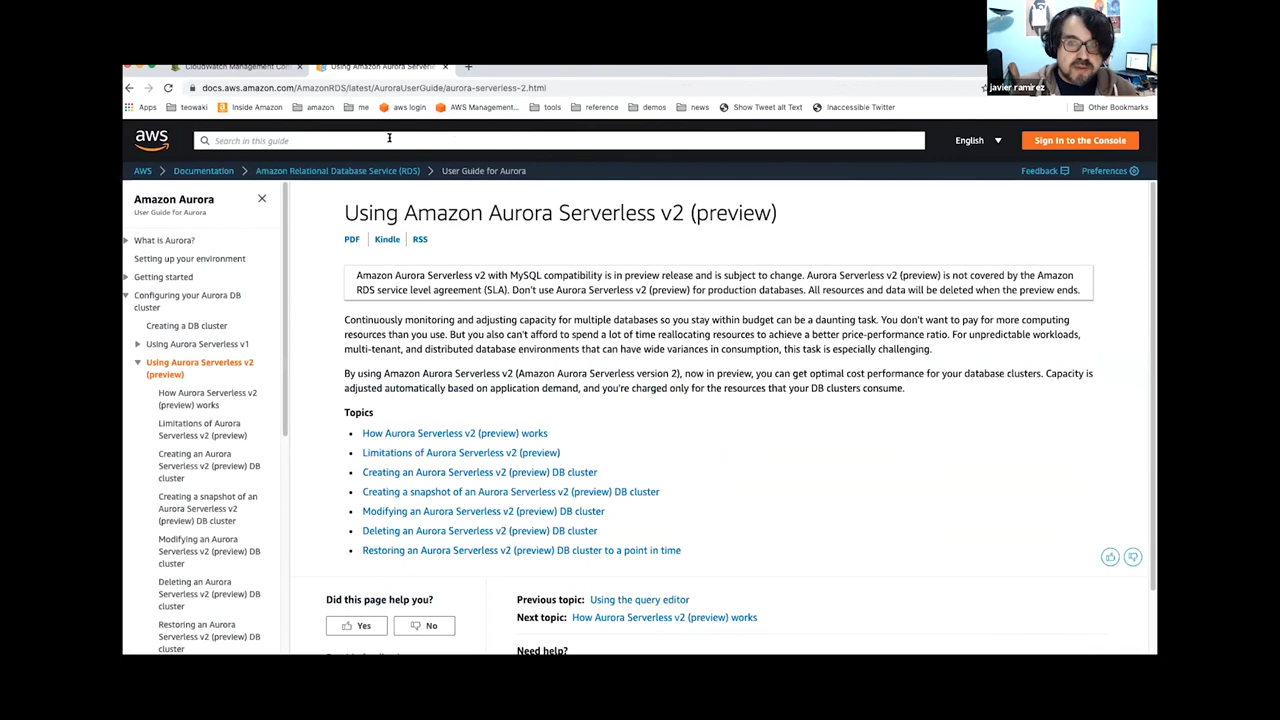 CloudWatch Management Co
Using Amazon Aurora Serverle
docs.aws.amazon.com/AmazonRDS/latest/AuroraUserGuide/aurora-serverless-2.html
Apps teowaki Inside Amazon amazon me aws login AWS Management... tools reference demos news Show Tweet alt Text Inaccessible Twitter Other Bookmarks
javier ramirez
aws Search in this guide English Sign In to the Console
AWS Documentation Amazon Relational Database Service (RDS) User Guide for Aurora Feedback Preferences
Amazon Aurora
User Guide for Aurora
What is Aurora?
Setting up your environment
Getting started
Configuring your Aurora DB
cluster
Creating a DB cluster
Using Aurora Serverless v1
Using Aurora Serverless v2
(preview)
How Aurora Serverless v2
(preview) works
Limitations of Aurora
Serverless v2 (preview)
Creating an Aurora
Serverless v2 (preview) DB
cluster
Creating a snapshot of an
Aurora Serverless v2
(preview) DB cluster
Modifying an Aurora
Serverless v2 (preview) DB
cluster
Deleting an Aurora
Serverless v2 (preview) DB
cluster
Restoring an Aurora
Serverless v2 (preview) DB
cluster
Using Amazon Aurora Serverless v2 (preview)
PDF Kindle RSS
Amazon Aurora Serverless v2 with MySQL compatibility is in preview release and is subject to change. Aurora Serverless v2 (preview) is not covered by the Amazon
RDS service level agreement (SLA). Don't use Aurora Serverless v2 (preview) for production databases. All resources and data will be deleted when the preview ends.
Continuously monitoring and adjusting capacity for multiple databases so you stay within budget can be a daunting task. You don't want to pay for more computing
resources than you use. But you also can't afford to spend a lot of time reallocating resources to achieve a better price-performance ratio. For unpredictable workloads,
multi-tenant, and distributed database environments that can have wide variances in consumption, this task is especially challenging.
By using Amazon Aurora Serverless v2 (Amazon Aurora Serverless version 2), now in preview, you can get optimal cost performance for your database clusters. Capacity is
adjusted automatically based on application demand, and you're charged only for the resources that your DB clusters consume.
Topics
How Aurora Serverless v2 (preview) works
Limitations of Aurora Serverless v2 (preview)
Creating an Aurora Serverless v2 (preview) DB cluster
Creating a snapshot of an Aurora Serverless v2 (preview) DB cluster
Modifying an Aurora Serverless v2 (preview) DB cluster
Deleting an Aurora Serverless v2 (preview) DB cluster
Restoring an Aurora Serverless v2 (preview) DB cluster to a point in time
Did this page help you?
Yes No
Previous topic: Using the query editor
Next topic: How Aurora Serverless v2 (preview) works
Need help?